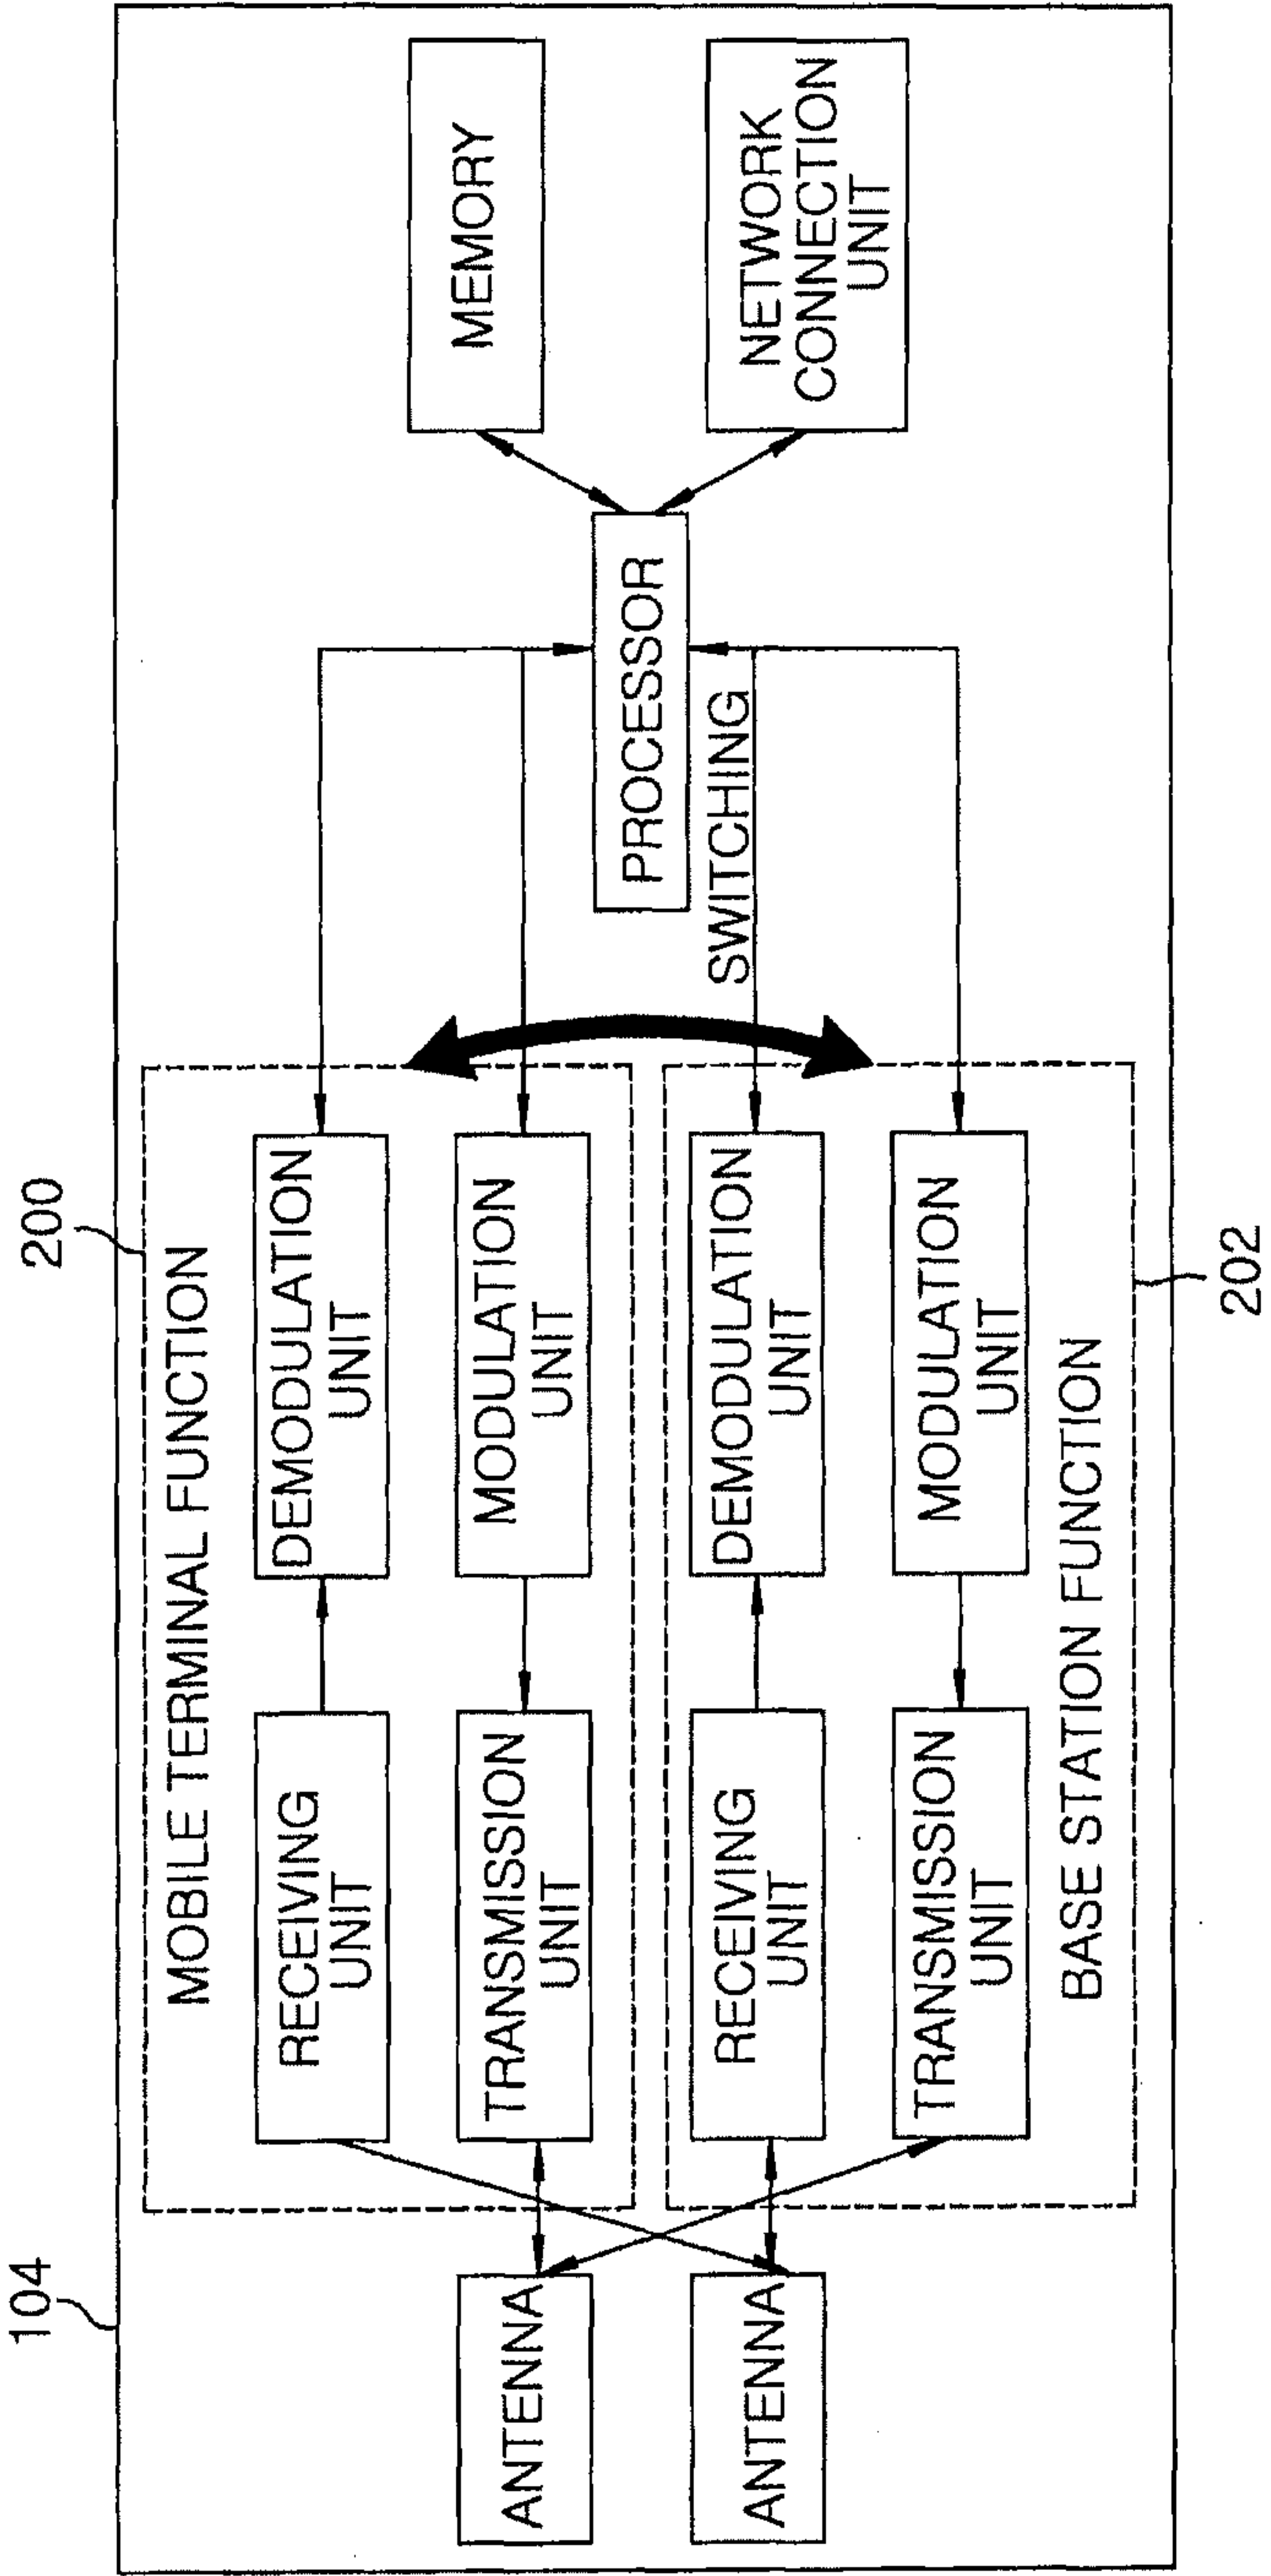 104
200
MOBILE TERMINAL FUNCTION
RECEIVING
UNIT
DEMODULATION
UNIT
TRANSMISSION
UNIT
MODULATION
UNIT
ANTENNA
ANTENNA
RECEIVING
UNIT
DEMODULATION
UNIT
TRANSMISSION
UNIT
MODULATION
UNIT
BASE STATION FUNCTION
202
SWITCHING
PROCESSOR
MEMORY
NETWORK
CONNECTION
UNIT